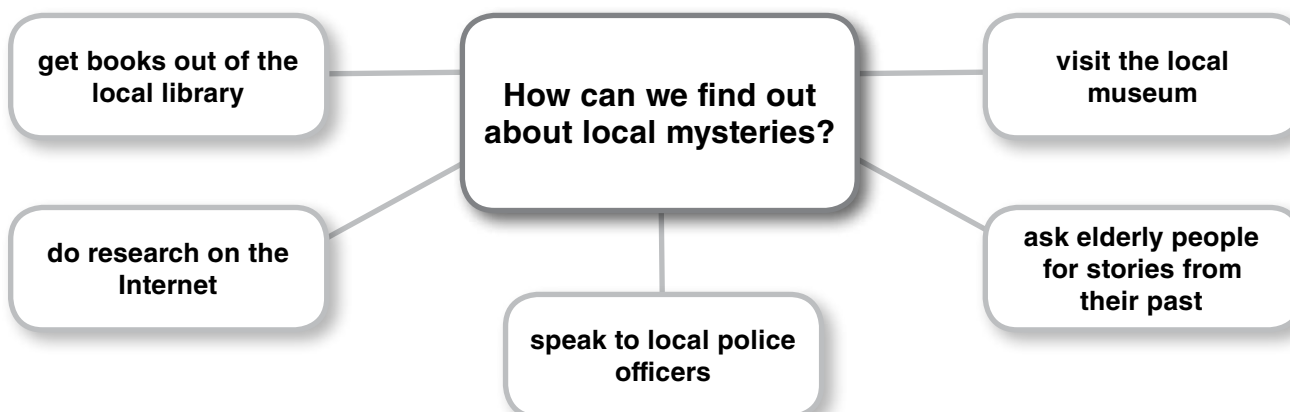 How can we find out
about local mysteries?
get books out of the
local library
visit the local
museum
do research on the
Internet
ask elderly people
for stories from
their past
speak to local police
officers